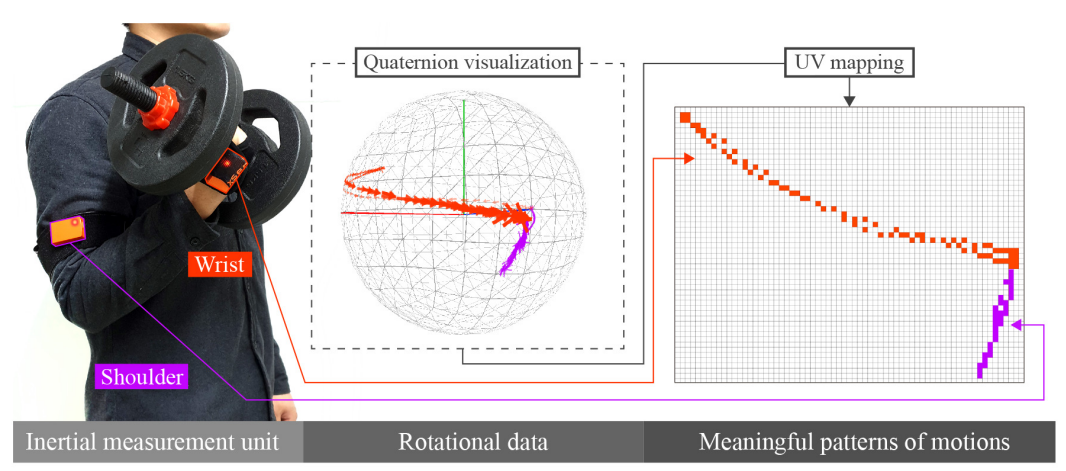 Quaternion visualization
UV mapping
Wrist
Shoulder
Inertial measurement unit
Rotational data
Meaningful patterns of motions